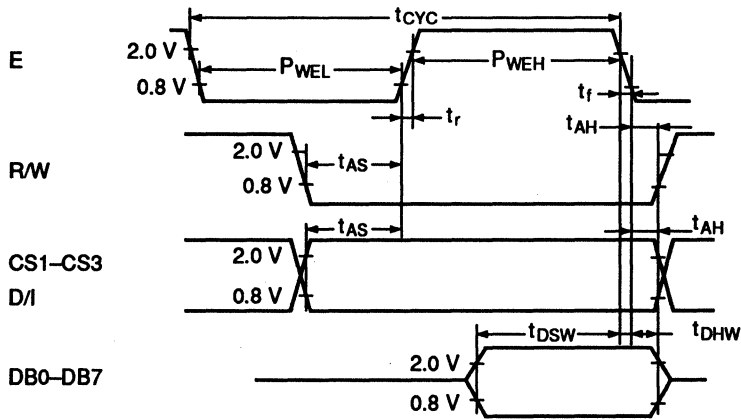 tCYC
E
2.0 V
PWEL
PWEH
0.8 V
tf
tr
tAH
R/W
2.0 V
tAS
0.8 V
tAS
tAH
CS1–CS3
2.0 V
D/I
0.8 V
tDSW
tDHW
DB0–DB7
2.0 V
0.8 V